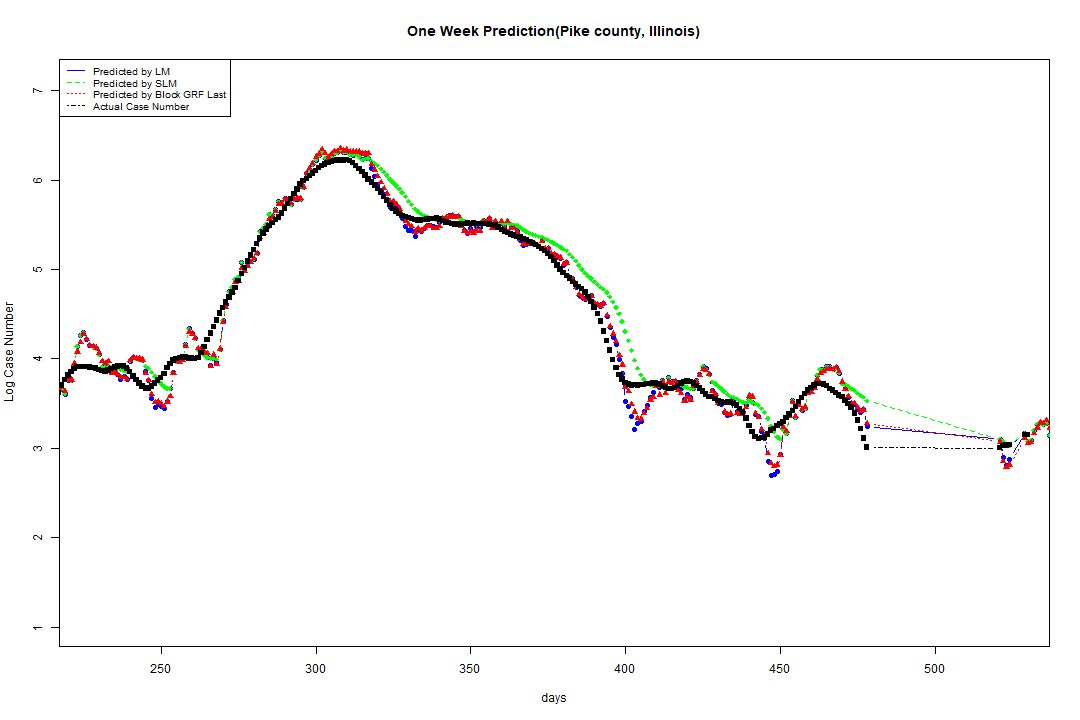 One Week Prediction(Pike county, Illinois)
Predicted by LM
Predicted by SLM
Predicted by Block GRF Last
Actual Case Number
7
6
5
4
3
2
1
Log Case Number
250 300 350 400 450 500
days